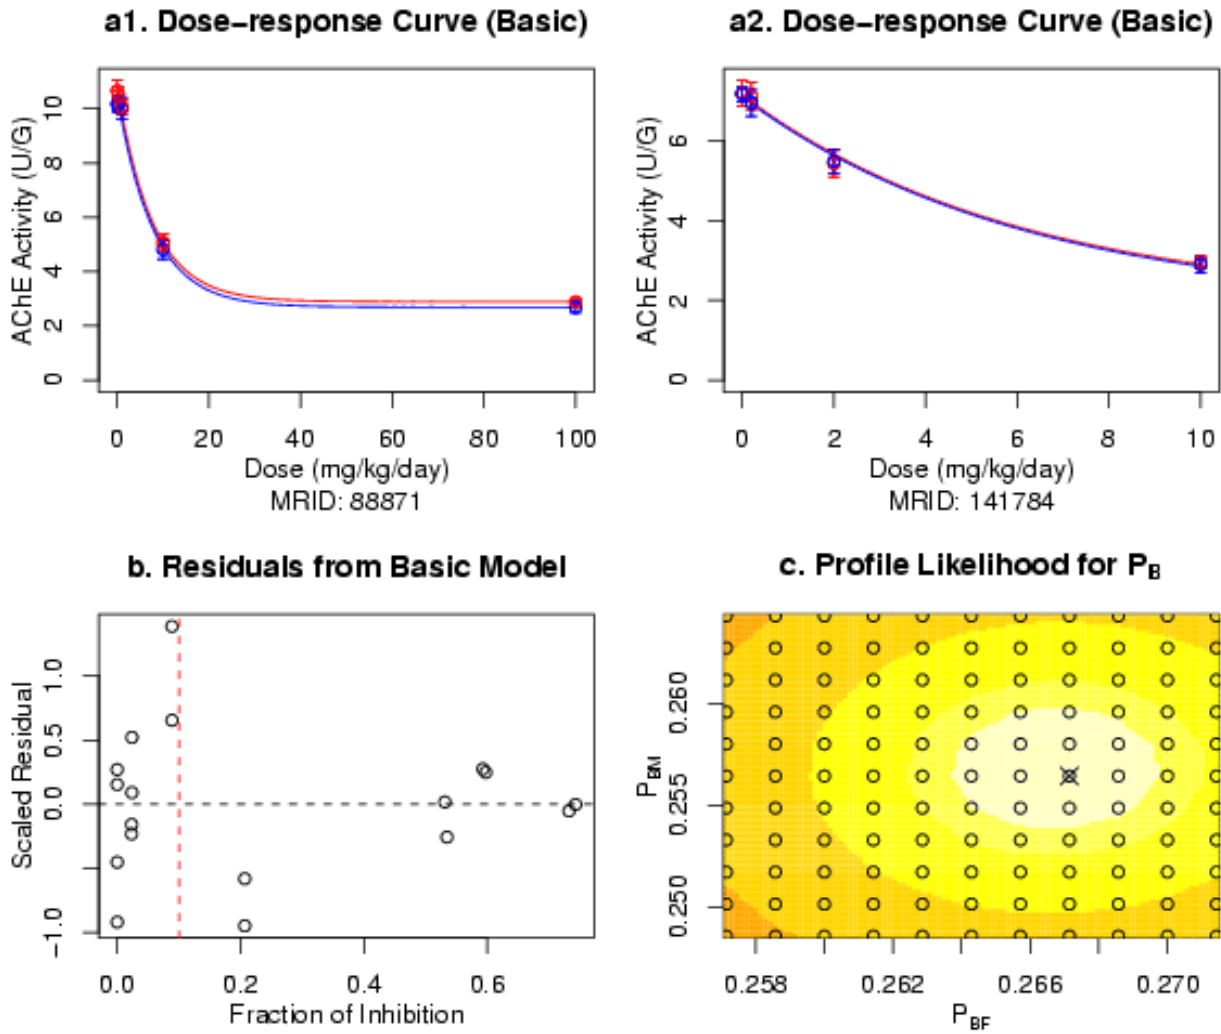 a1. Dose−response Curve (Basic)
AChE Activity (U/G)
10
8
6
4
2
0
0 20 40 60 80 100
Dose (mg/kg/day)
MRID: 88871
a2. Dose−response Curve (Basic)
AChE Activity (U/G)
6
4
2
0
0 2 4 6 8 10
Dose (mg/kg/day)
MRID: 141784
b. Residuals from Basic Model
Scaled Residual
1.0
0.5
0.0
−1.0
0.0 0.2 0.4 0.6
Fraction of Inhibition
c. Profile Likelihood for PB
PBM
0.260
0.255
0.250
0.258 0.262 0.266 0.270
PBF